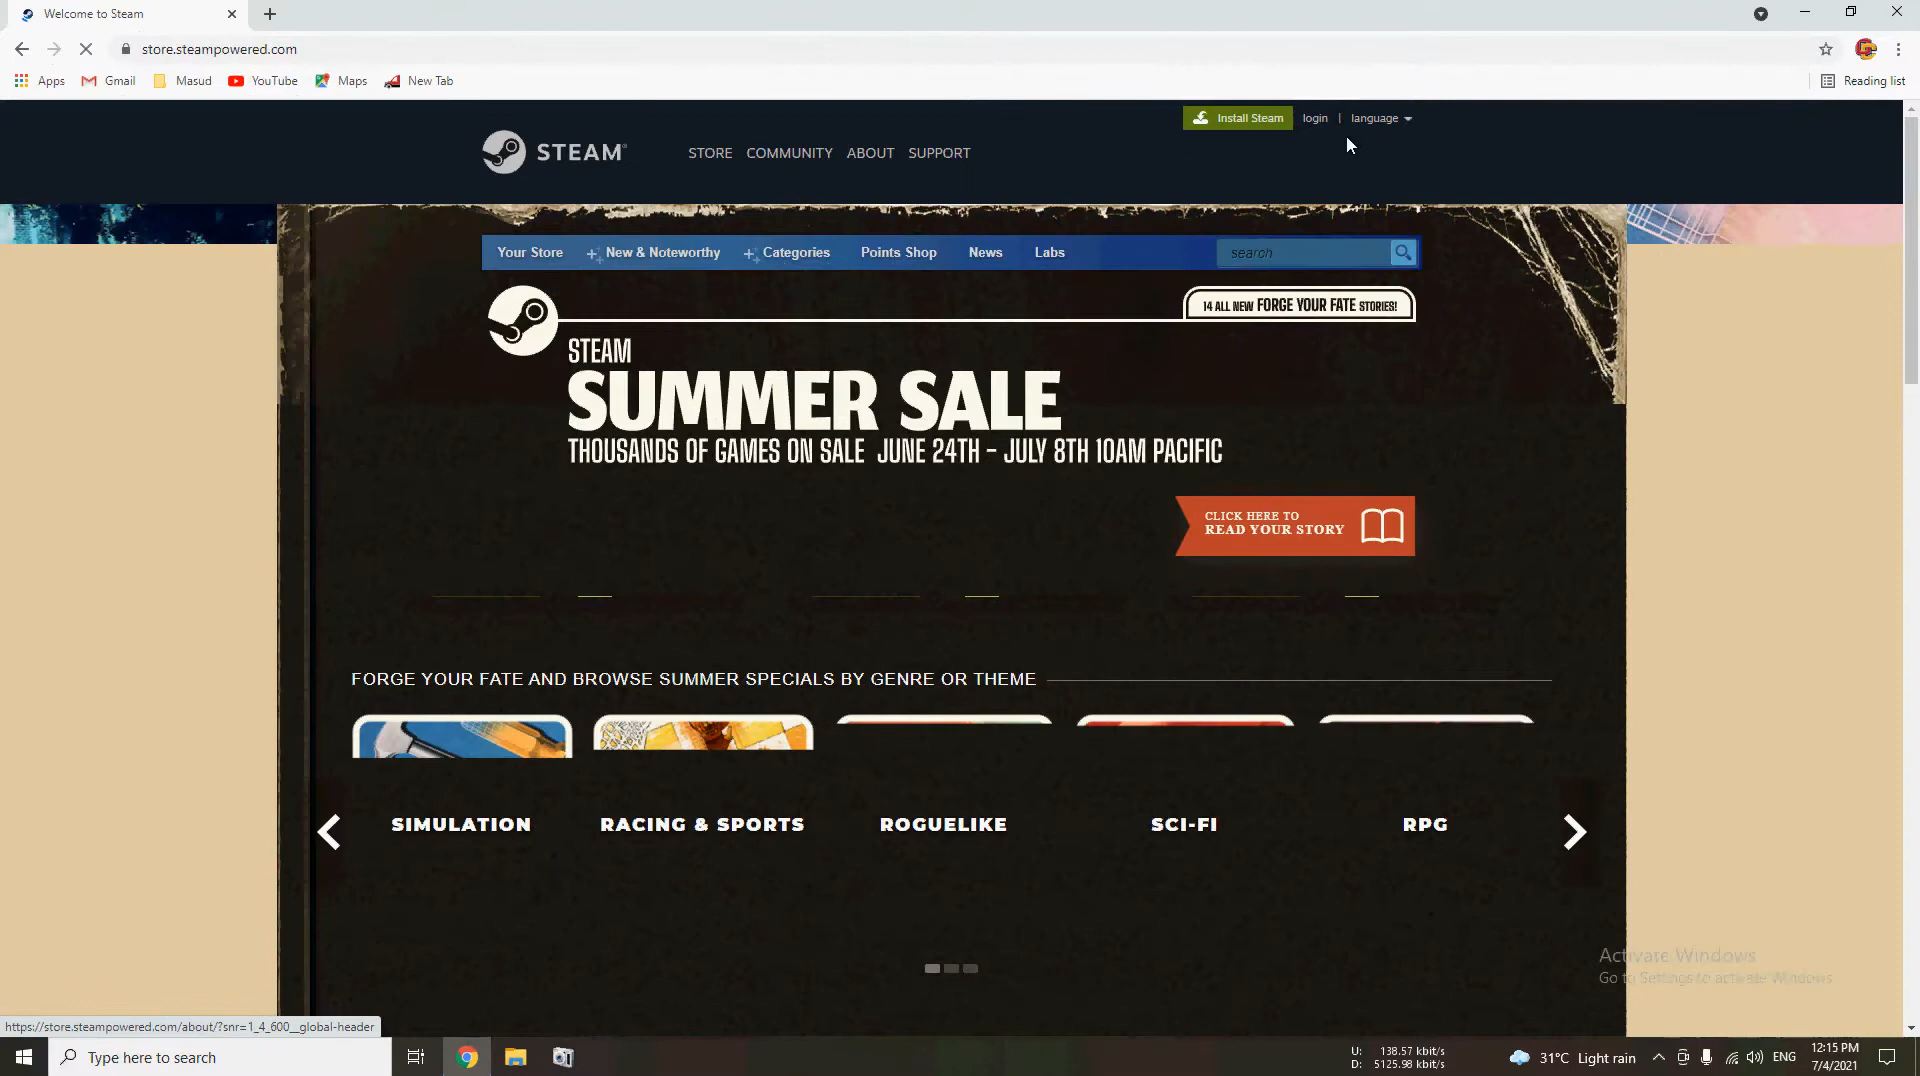 Welcome to Steam
store.steampowered.com
Apps Gmail Masud YouTube Maps New Tab Reading list
Install Steam login | language
STEAM® STORE COMMUNITY ABOUT SUPPORT
Your Store New & Noteworthy Categories Points Shop News Labs search
14 ALL NEW FORGE YOUR FATE STORIES!
STEAM
SUMMER SALE
THOUSANDS OF GAMES ON SALE JUNE 24TH - JULY 8TH 10AM PACIFIC
CLICK HERE TO
READ YOUR STORY
FORGE YOUR FATE AND BROWSE SUMMER SPECIALS BY GENRE OR THEME
SIMULATION RACING & SPORTS ROGUELIKE SCI-FI RPG
Activate Windows
Go to Settings to activate Windows
https://store.steampowered.com/about/?snr=1_4_600__global-header
Type here to search
U: 138.57 kbit/s
D: 5125.98 kbit/s
31°C Light rain
ENG
12:15 PM
7/4/2021